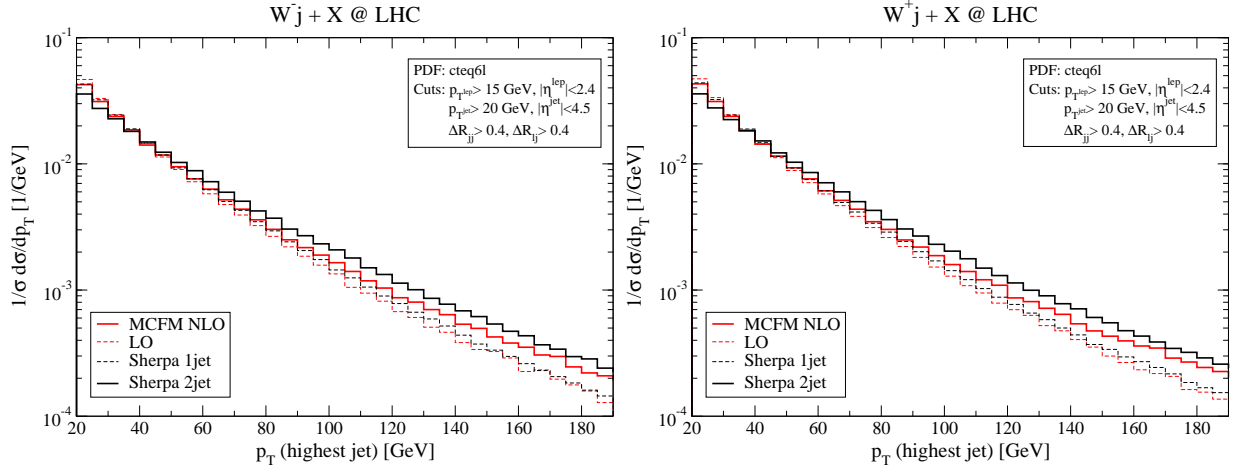 W⁻j + X @ LHC
10⁻¹
10⁻²
10⁻³
10⁻⁴
1/σ dσ/dp_T [1/GeV]
PDF: cteq6l
Cuts: p_T^lep > 15 GeV, |η^lep|<2.4
p_T^jet > 20 GeV, |η^jet|<4.5
ΔR_jj > 0.4, ΔR_lj > 0.4
MCFM NLO
LO
Sherpa 1jet
Sherpa 2jet
20 40 60 80 100 120 140 160 180
p_T (highest jet) [GeV]
W⁺j + X @ LHC
10⁻¹
10⁻²
10⁻³
10⁻⁴
1/σ dσ/dp_T [1/GeV]
PDF: cteq6l
Cuts: p_T^lep > 15 GeV, |η^lep|<2.4
p_T^jet > 20 GeV, |η^jet|<4.5
ΔR_jj > 0.4, ΔR_lj > 0.4
MCFM NLO
LO
Sherpa 1jet
Sherpa 2jet
20 40 60 80 100 120 140 160 180
p_T (highest jet) [GeV]